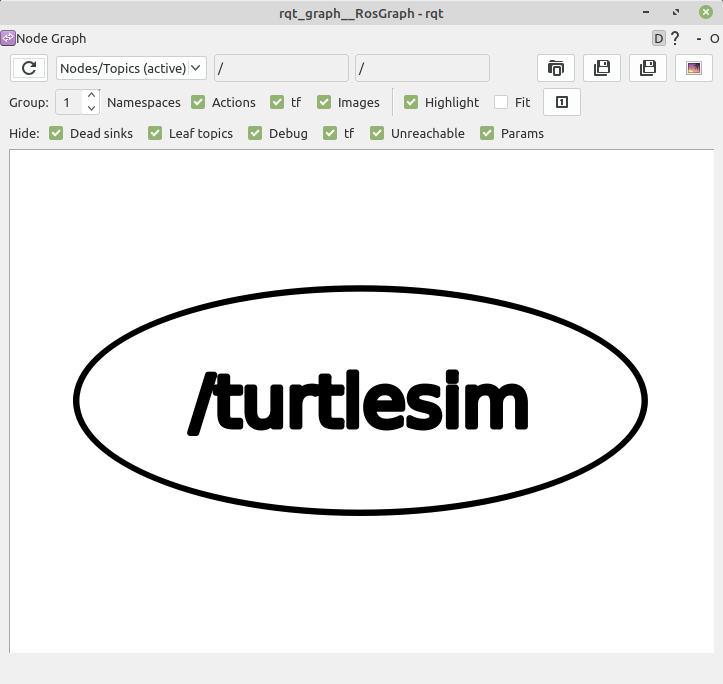 rqt_graph__RosGraph - rqt
Node Graph D ? - O
Nodes/Topics (active) / /
Group: 1 Namespaces Actions tf Images Highlight Fit 1
Hide: Dead sinks Leaf topics Debug tf Unreachable Params
/turtlesim